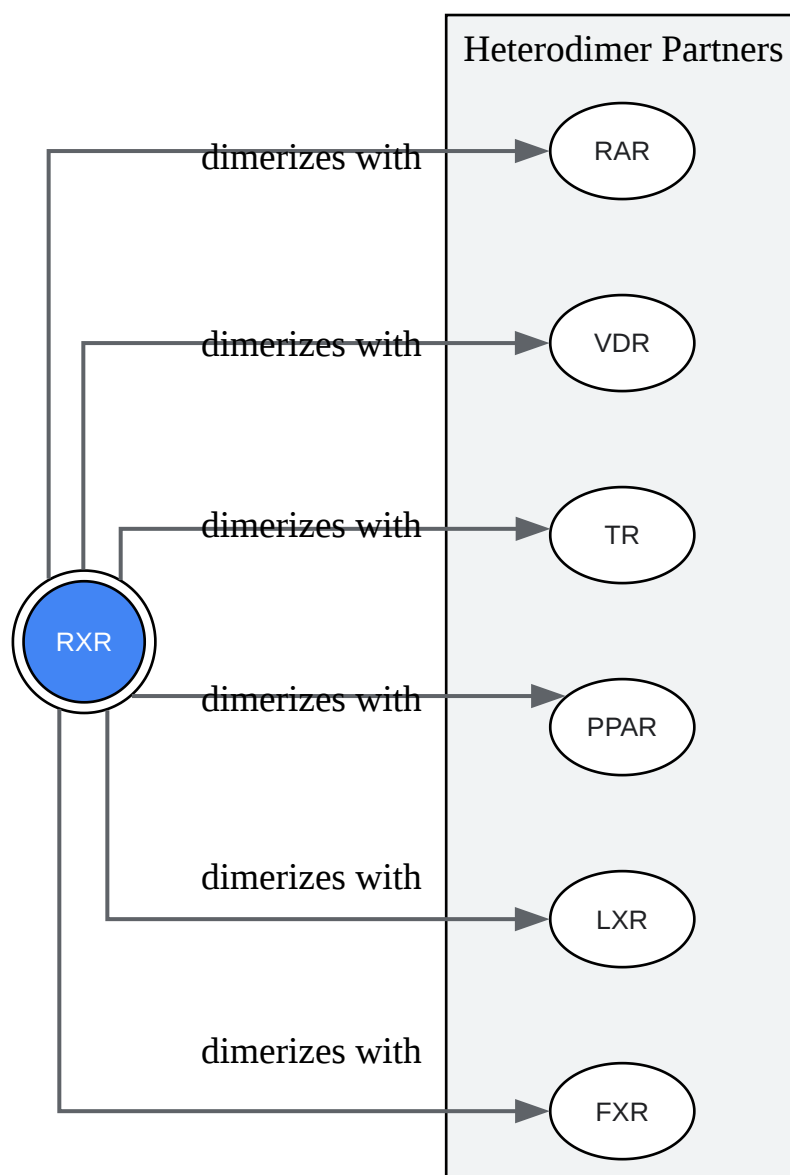 Heterodimer Partners
dimerizes with
RAR
dimerizes with
VDR
dimerizes with
TR
RXR
dimerizes with
PPAR
dimerizes with
LXR
dimerizes with
FXR